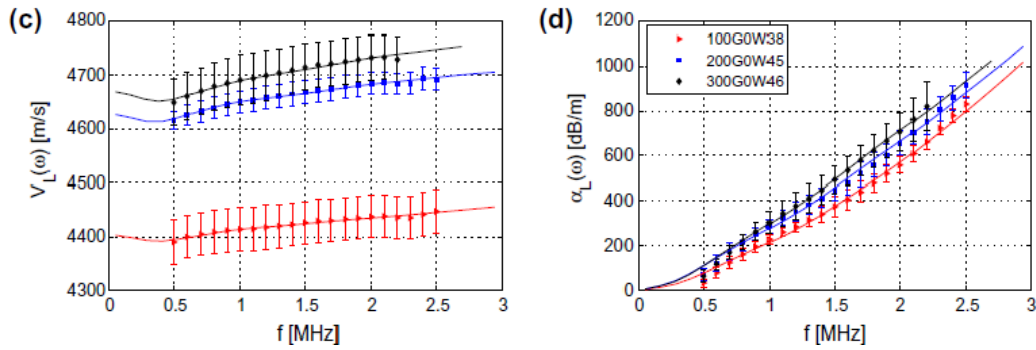 (c)
4800
4700
4600
4500
4400
4300
V_L(ω) [m/s]
0 0.5 1 1.5 2 2.5 3
f [MHz]
(d)
1200
1000
800
600
400
200
0
α_L(ω) [dB/m]
100G0W38
200G0W45
300G0W46
0 0.5 1 1.5 2 2.5 3
f [MHz]